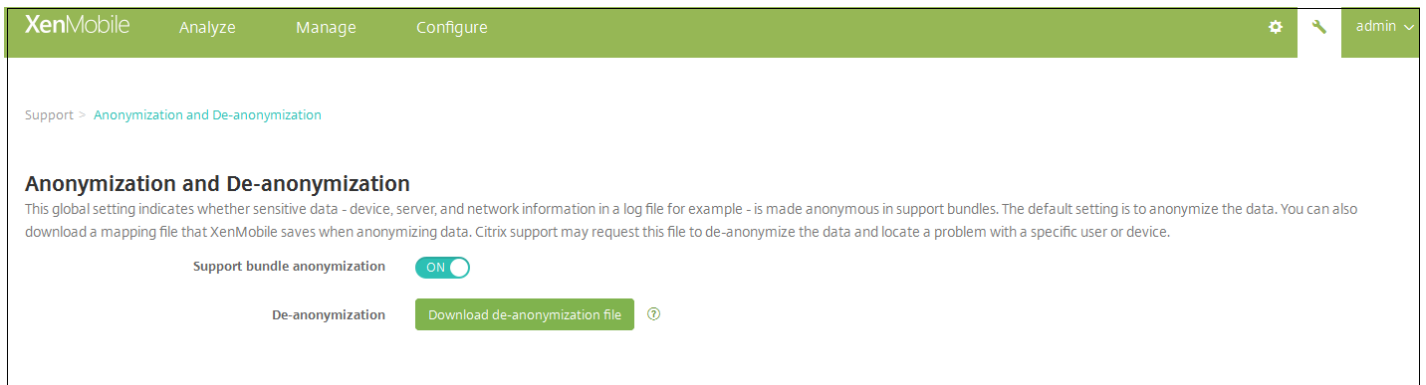 XenMobile Analyze Manage Configure admin
Support > Anonymization and De-anonymization
Anonymization and De-anonymization
This global setting indicates whether sensitive data - device, server, and network information in a log file for example - is made anonymous in support bundles. The default setting is to anonymize the data. You can also
download a mapping file that XenMobile saves when anonymizing data. Citrix support may request this file to de-anonymize the data and locate a problem with a specific user or device.
Support bundle anonymization ON
De-anonymization Download de-anonymization file ?